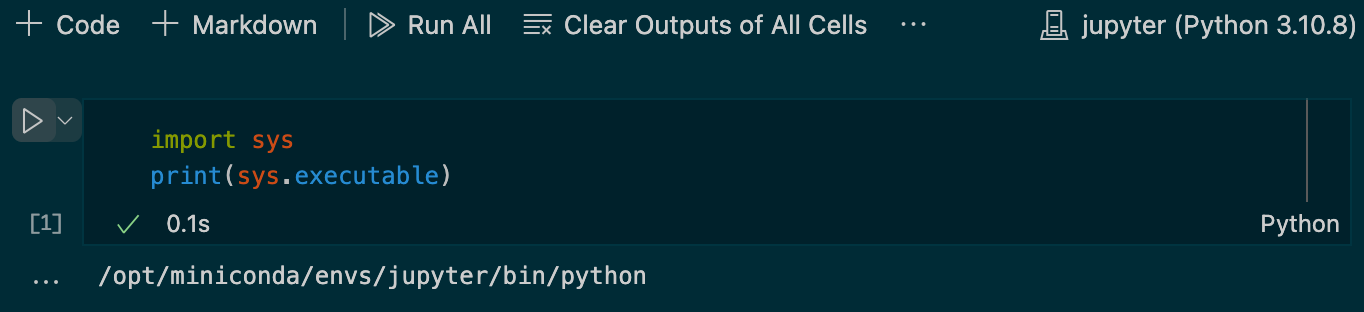 + Code + Markdown | Run All Clear Outputs of All Cells ... jupyter (Python 3.10.8)
import sys
print(sys.executable)
[1] ✓ 0.1s Python
... /opt/miniconda/envs/jupyter/bin/python